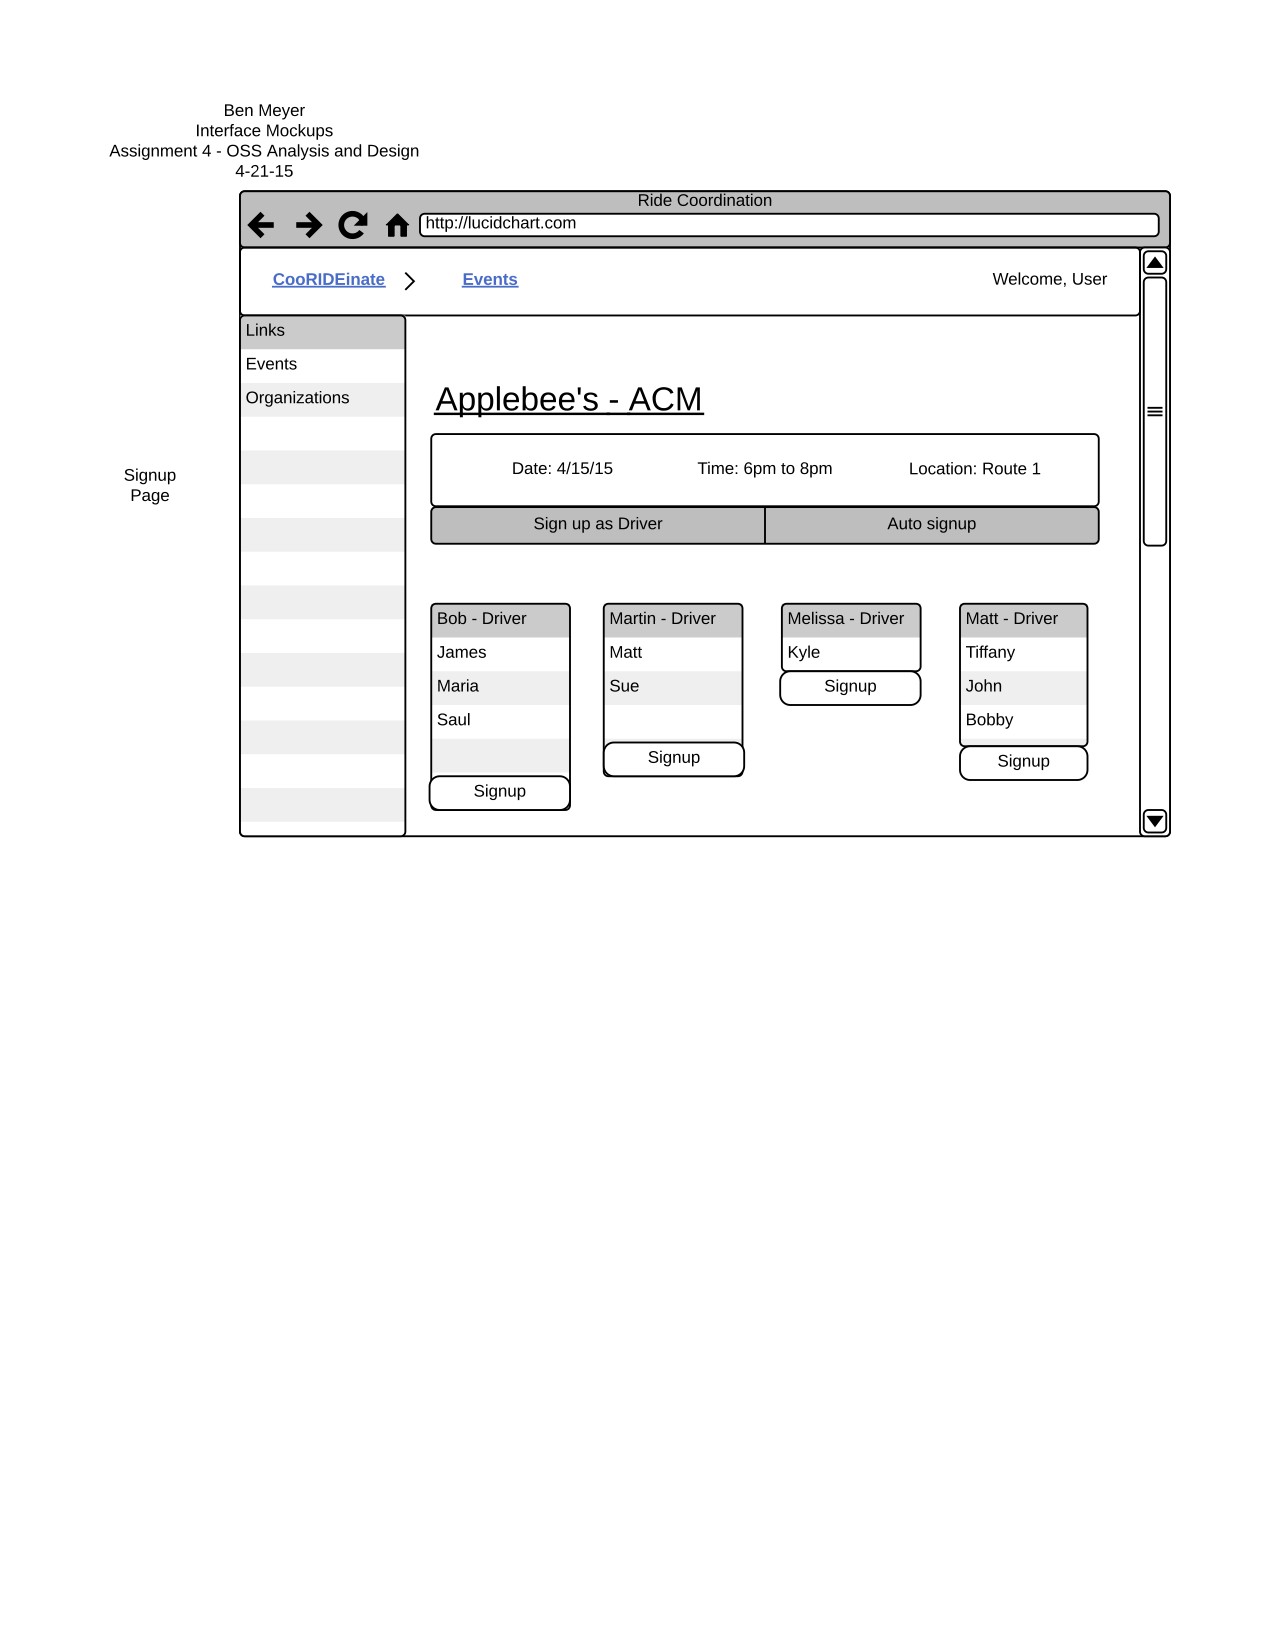 Ben Meyer
Interface Mockups
Assignment 4 - OSS Analysis and Design
4-21-15
Ride Coordination
http://lucidchart.com
CooRIDEinate
Events
Welcome, User
Links
Events
Organizations
Signup
Page
Applebee's - ACM
Date: 4/15/15
Time: 6pm to 8pm
Location: Route 1
Sign up as Driver
Auto signup
Bob - Driver
James
Maria
Saul
Signup
Martin - Driver
Matt
Sue
Signup
Melissa - Driver
Kyle
Signup
Matt - Driver
Tiffany
John
Bobby
Signup